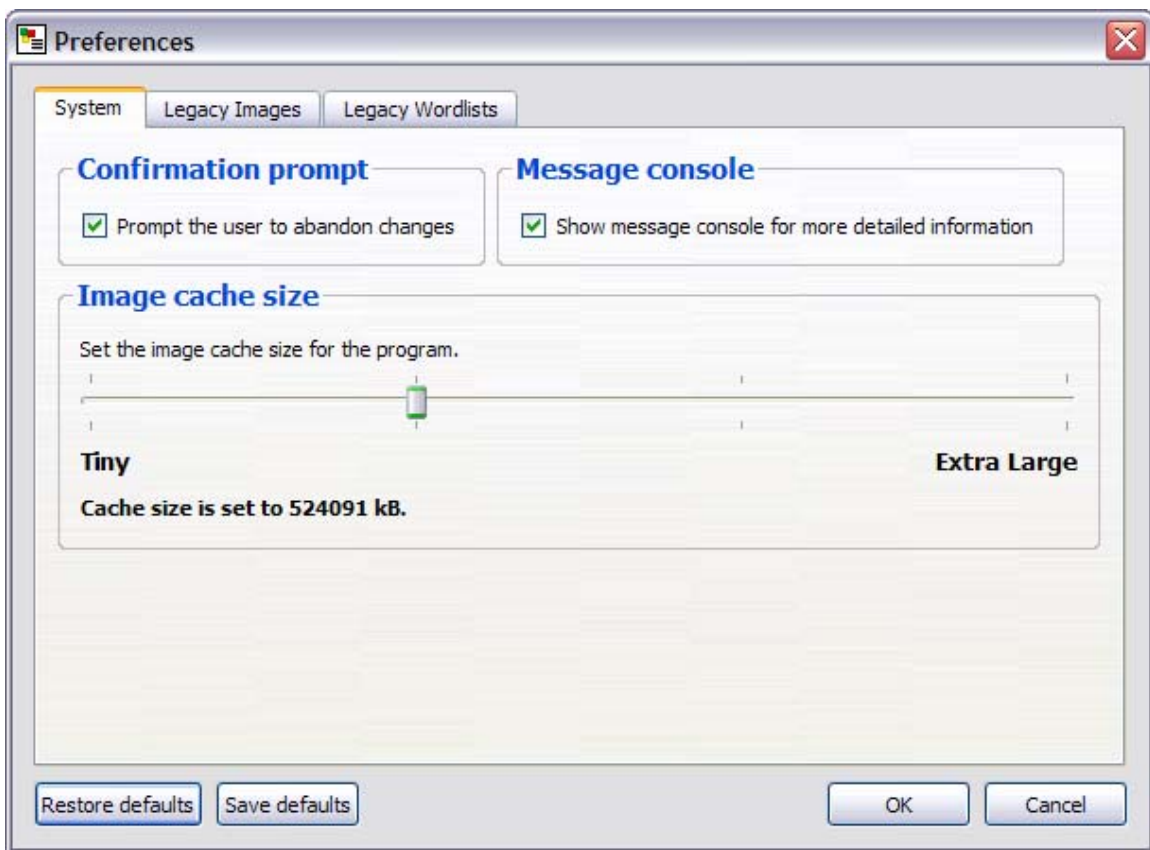 Preferences
System Legacy Images Legacy Wordlists
Confirmation prompt Message console
Prompt the user to abandon changes Show message console for more detailed information
Image cache size
Set the image cache size for the program.
Tiny Extra Large
Cache size is set to 524091 kB.
Restore defaults Save defaults OK Cancel